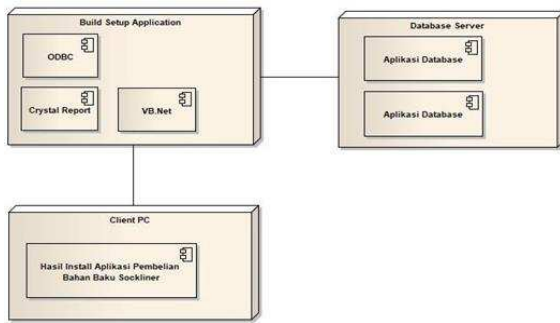 Build Setup Application
ODBC
Crystal Report
VB.Net
Database Server
Aplikasi Database
Aplikasi Database
Client PC
Hasil Install Aplikasi Pembelian
Bahan Baku Sockliner